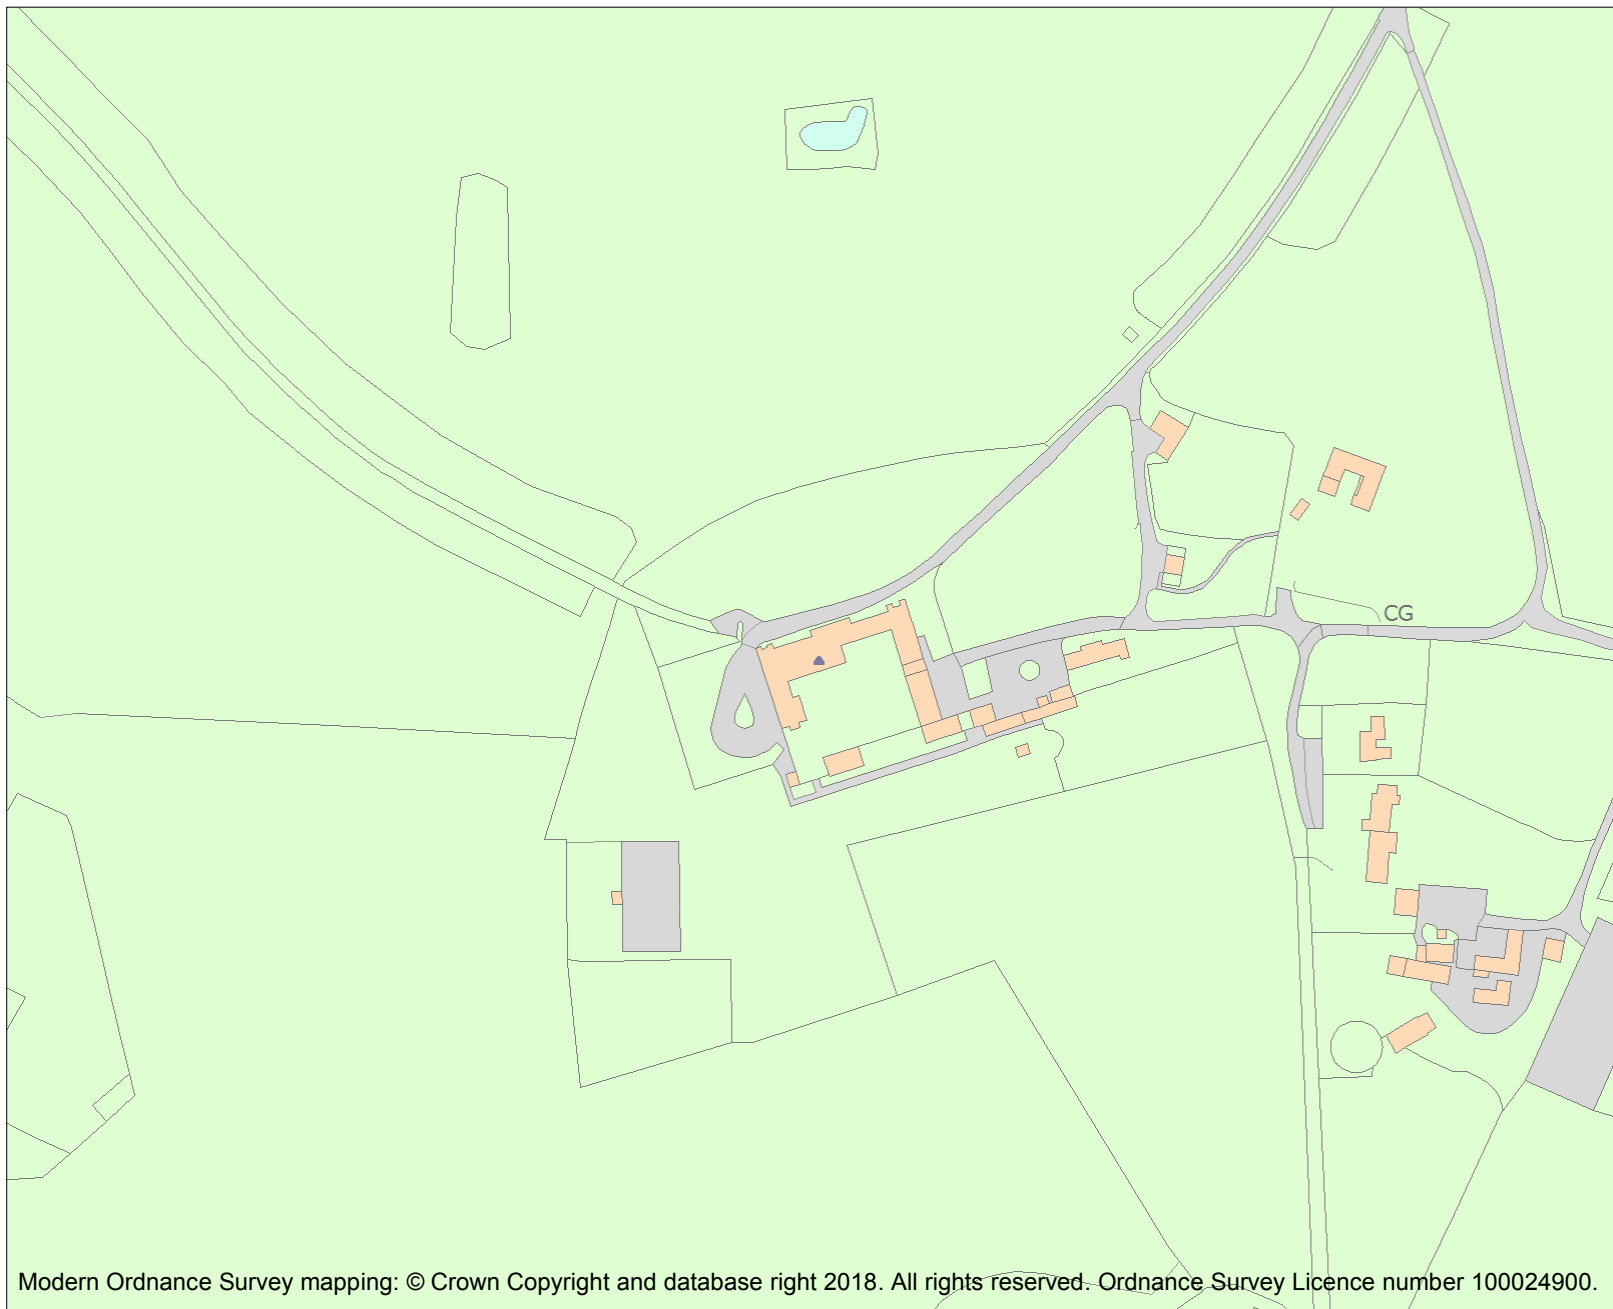 CG
Modern Ordnance Survey mapping: © Crown Copyright and database right 2018. All rights reserved. Ordnance Survey Licence number 100024900.